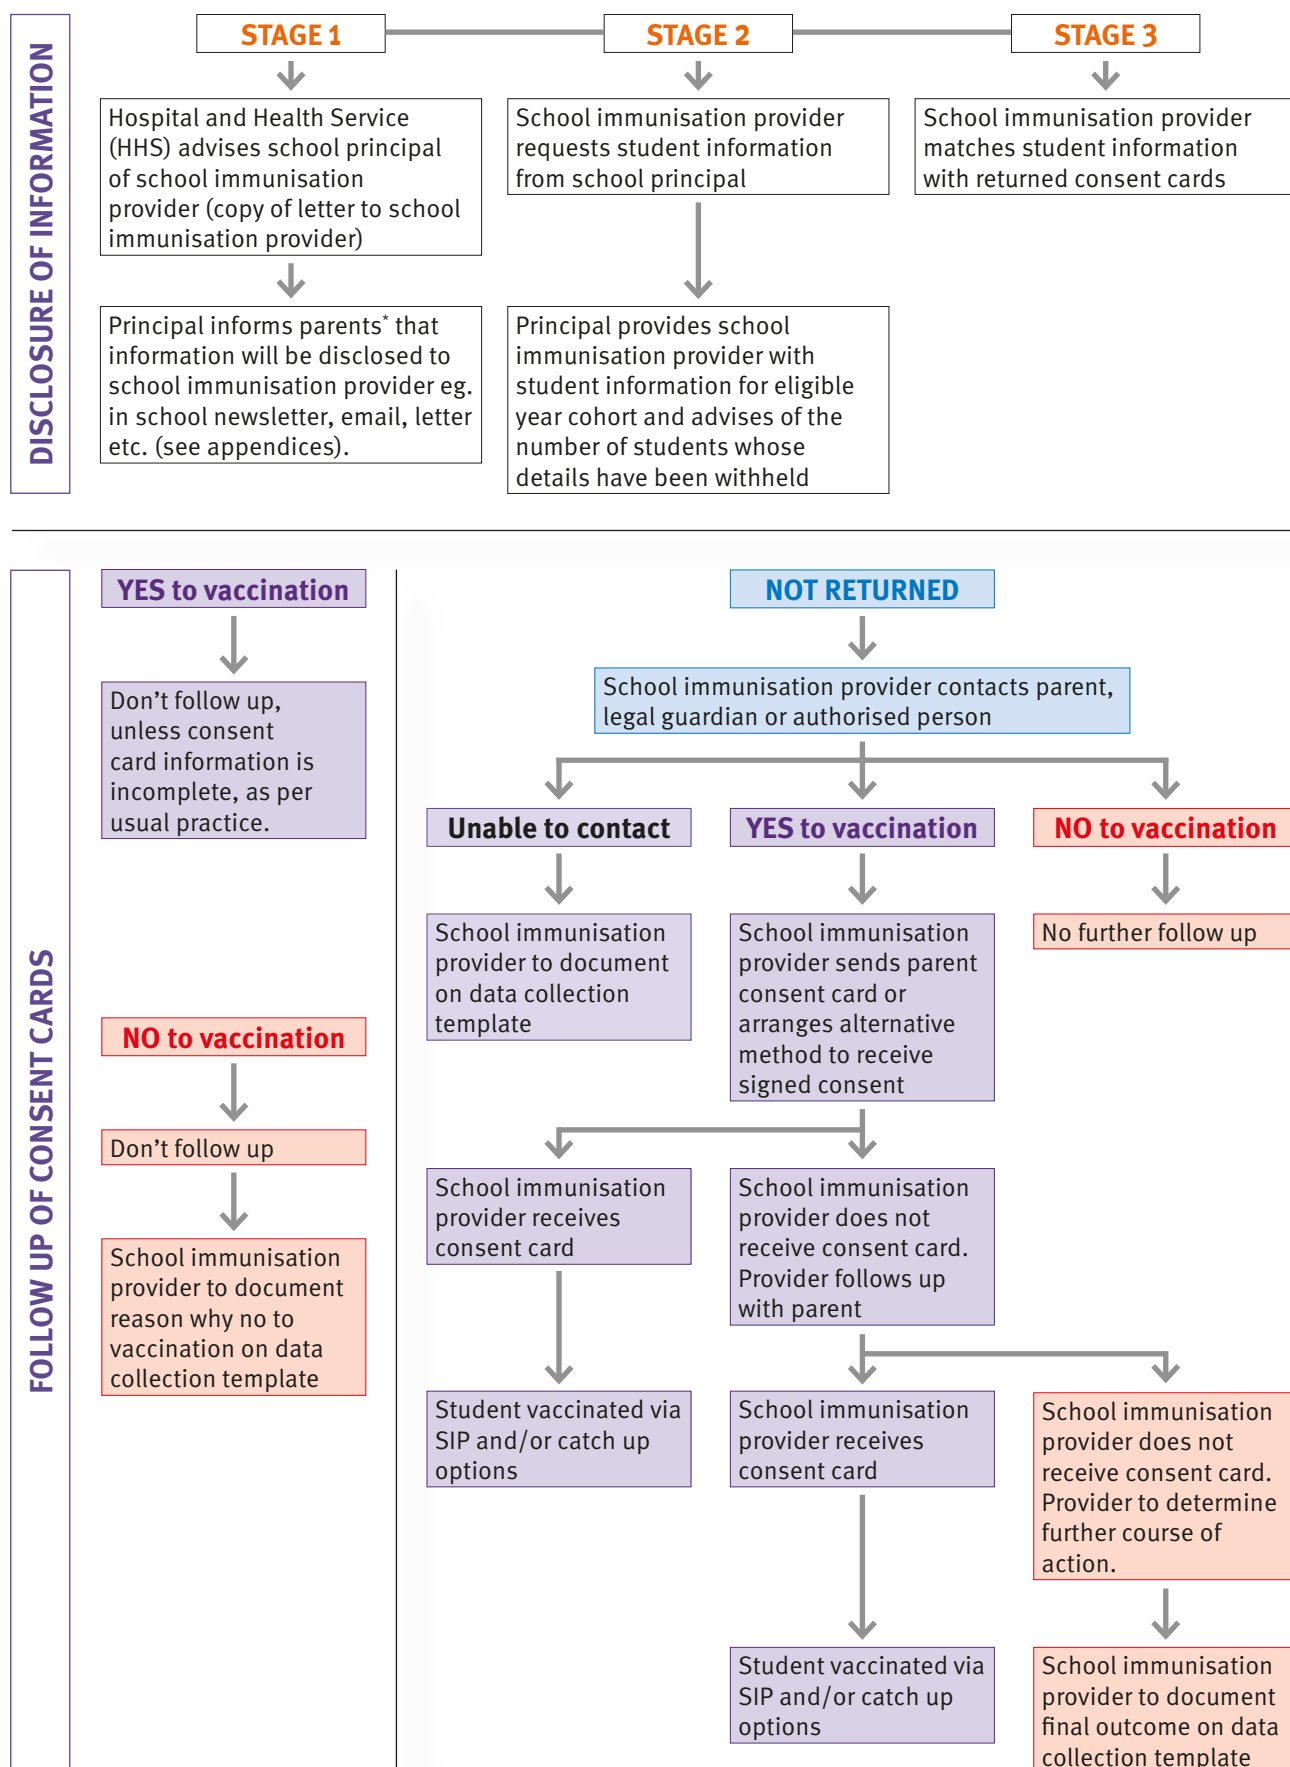 DISCLOSURE OF INFORMATION
STAGE 1
STAGE 2
STAGE 3
Hospital and Health Service
(HHS) advises school principal
of school immunisation
provider (copy of letter to school
immunisation provider)
School immunisation provider
requests student information
from school principal
School immunisation provider
matches student information
with returned consent cards
Principal informs parents* that
information will be disclosed to
school immunisation provider eg.
in school newsletter, email, letter
etc. (see appendices).
Principal provides school
immunisation provider with
student information for eligible
year cohort and advises of the
number of students whose
details have been withheld
FOLLOW UP OF CONSENT CARDS
YES to vaccination
Don’t follow up,
unless consent
card information is
incomplete, as per
usual practice.
NO to vaccination
Don’t follow up
School immunisation
provider to document
reason why no to
vaccination on data
collection template
NOT RETURNED
School immunisation provider contacts parent,
legal guardian or authorised person
Unable to contact
YES to vaccination
NO to vaccination
School immunisation
provider to document
on data collection
template
School immunisation
provider sends parent
consent card or
arranges alternative
method to receive
signed consent
No further follow up
School immunisation
provider receives
consent card
School immunisation
provider does not
receive consent card.
Provider follows up
with parent
Student vaccinated via
SIP and/or catch up
options
School immunisation
provider receives
consent card
School immunisation
provider does not
receive consent card.
Provider to determine
further course of
action.
Student vaccinated via
SIP and/or catch up
options
School immunisation
provider to document
final outcome on data
collection template